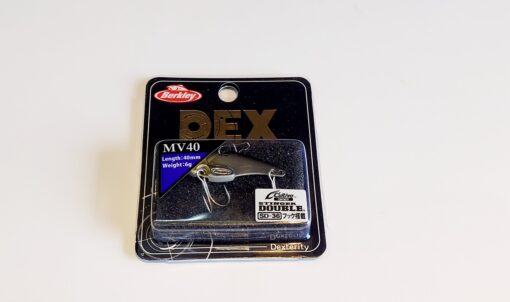 Berkley
DEX
MV40
Length:40mm
Weight:6g
STINGER
DOUBLE
SD-36 フック搭載
Dexterity